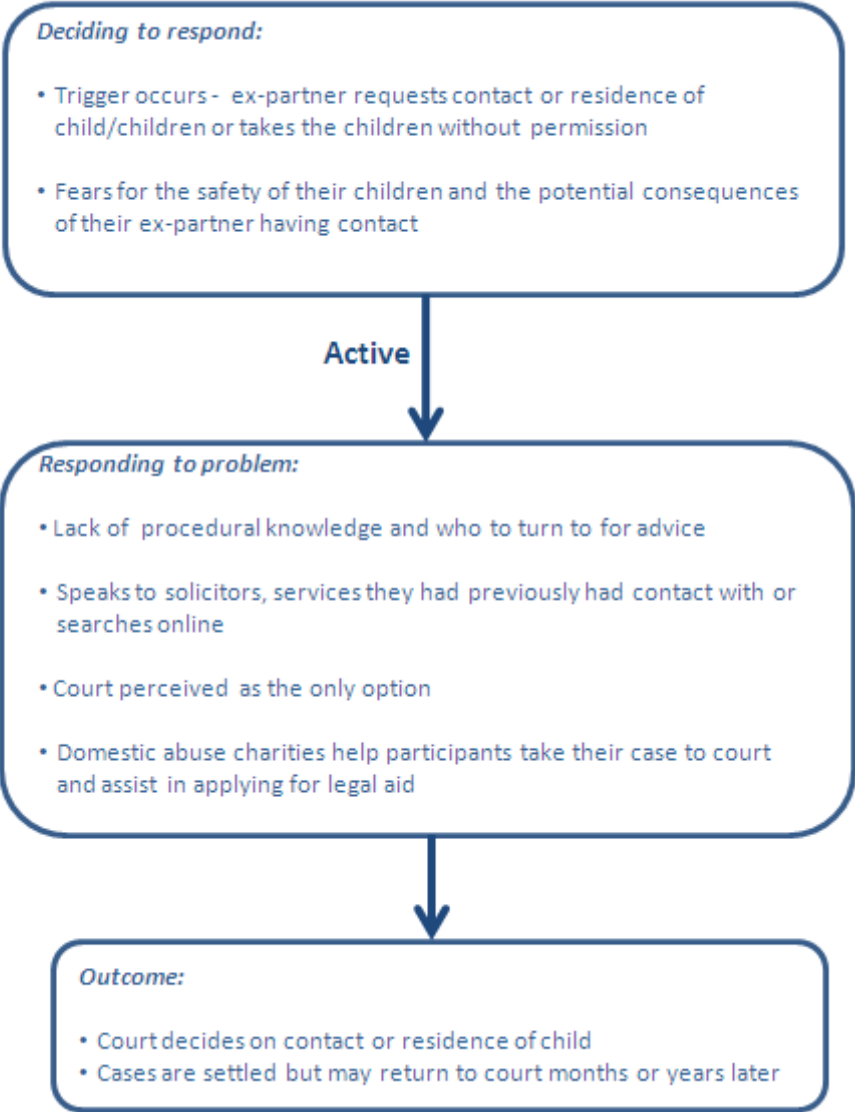 Deciding to respond:
• Trigger occurs - ex-partner requests contact or residence of
child/children or takes the children without permission
• Fears for the safety of their children and the potential consequences
of their ex-partner having contact
Active
Responding to problem:
• Lack of procedural knowledge and who to turn to for advice
• Speaks to solicitors, services they had previously had contact with or
searches online
• Court perceived as the only option
• Domestic abuse charities help participants take their case to court
and assist in applying for legal aid
Outcome:
• Court decides on contact or residence of child
• Cases are settled but may return to court months or years later